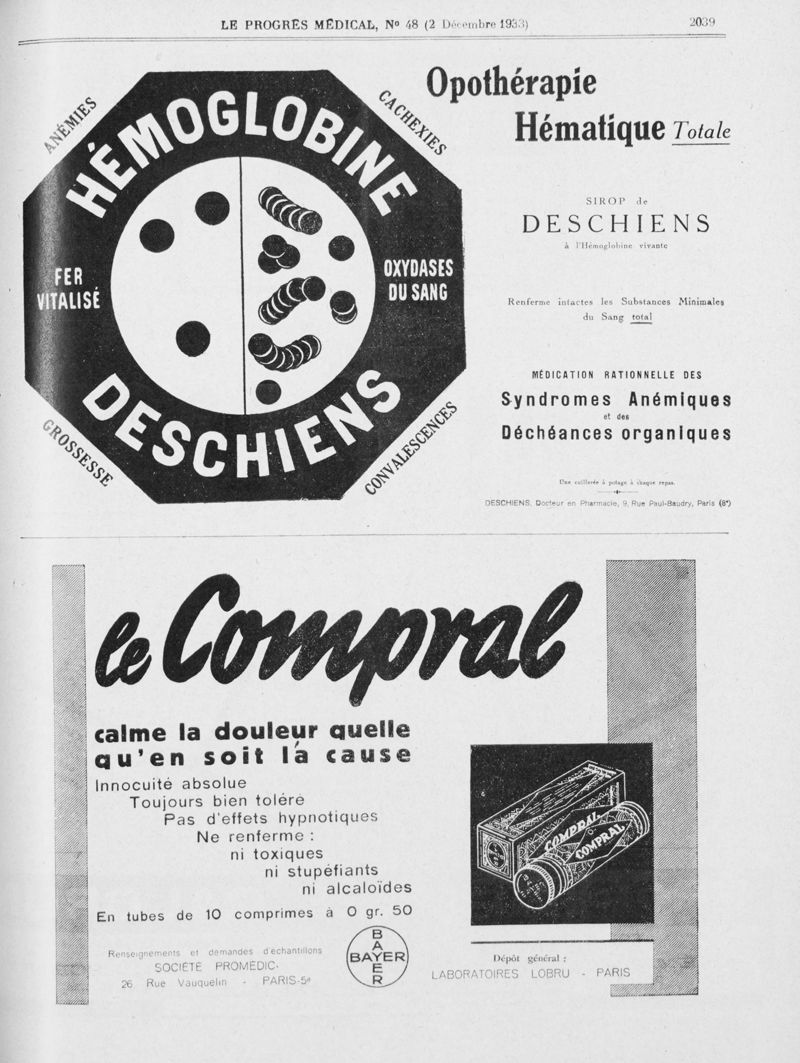 LE PROGRÈS MÉDICAL, Nº 48 (2 Décembre 1933)
2039
ANÉMIES
CACHEXIES
HÉMOGLOBINE
FER
VITALISÉ
OXYDASES
DU SANG
DESCHIENS
GROSSESSE
CONVALESCENCES
Opothérapie
Hématique Totale
SIROP de
DESCHIENS
à l'Hémoglobine vivante
Renferme intactes les Substances Minimales
du Sang total
MÉDICATION RATIONNELLE DES
Syndromes Anémiques
et des
Déchéances organiques
Une cuillerée à potage à chaque repas.
DESCHIENS, Docteur en Pharmacie, 9, Rue Paul-Baudry, Paris (8e)
le Compral
calme la douleur quelle
qu'en soit la cause
Innocuité absolue
Toujours bien toléré
Pas d'effets hypnotiques
Ne renferme :
ni toxiques
ni stupéfiants
ni alcaloïdes
En tubes de 10 comprimes à 0 gr. 50
COMPRAL
COMPRAL
Renseignements et demandes d'échantillons
SOCIÉTÉ PROMÉDIC.
26 Rue Vauquelin - PARIS-5e
BAYER
BAYER
Dépôt général :
LABORATOIRES LOBRU - PARIS